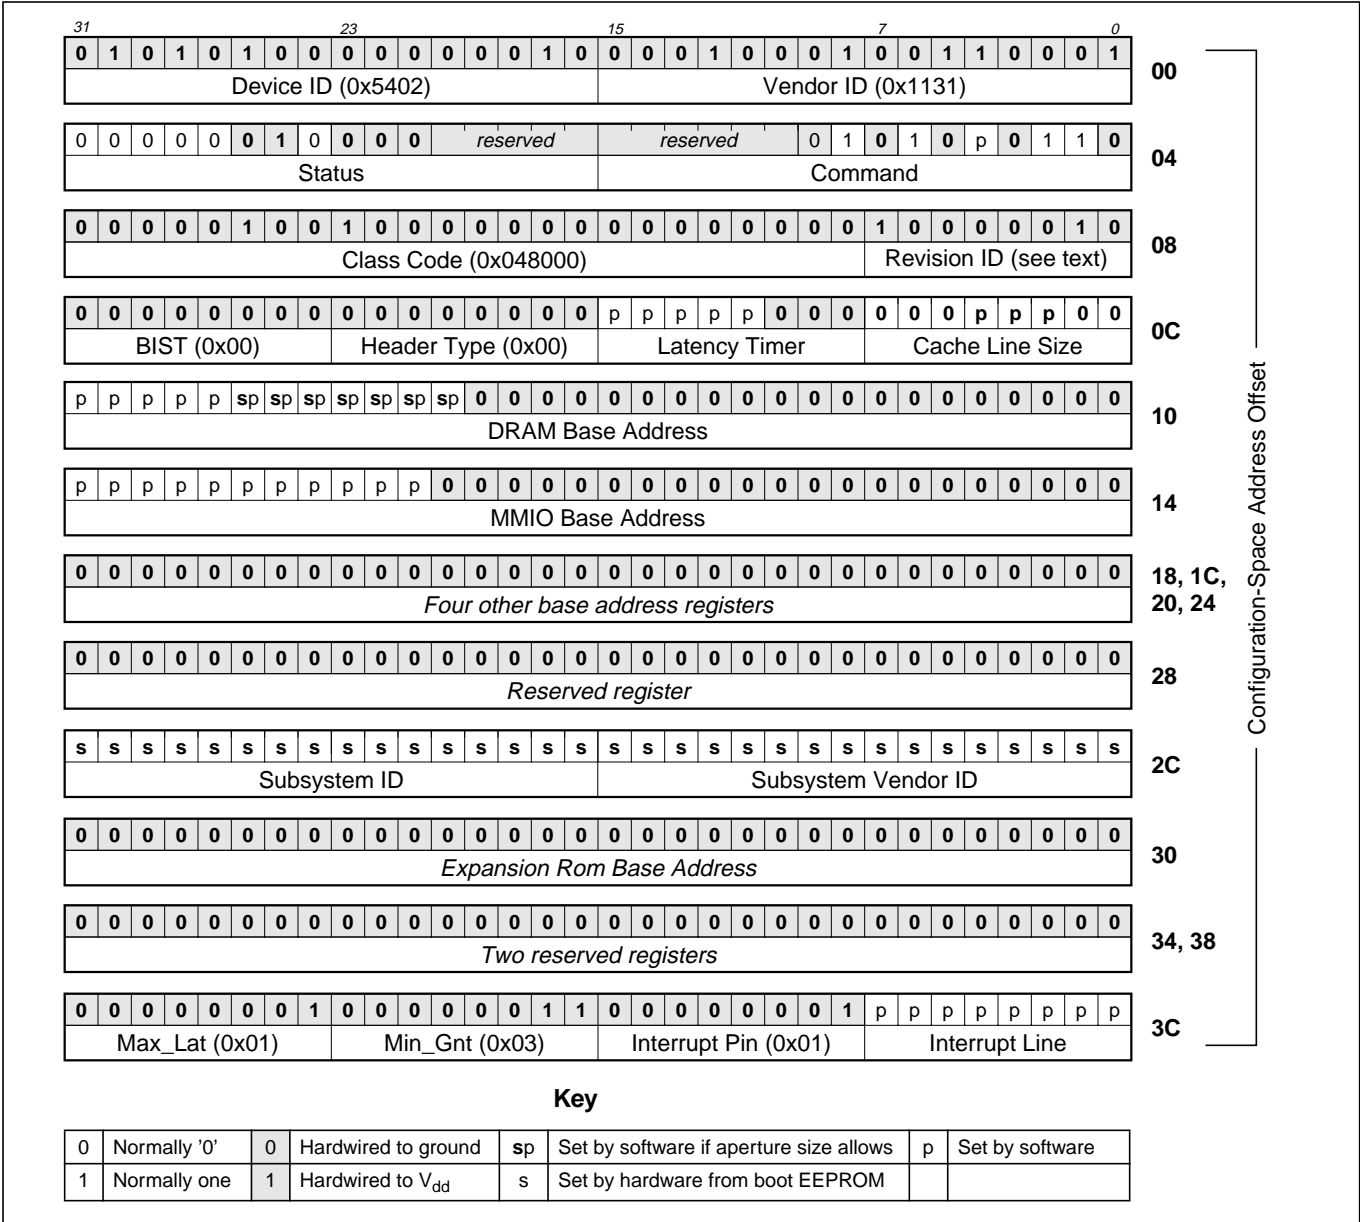 31 23 15 7 0
0 1 0 1 0 1 0 0 0 0 0 0 0 0 1 0 0 0 0 1 0 0 0 1 0 0 1 1 0 0 0 1
Device ID (0x5402) Vendor ID (0x1131)
00
0 0 0 0 0 0 1 0 0 0 0 reserved reserved 0 1 0 1 0 p 0 1 1 0
Status Command
04
0 0 0 0 0 1 0 0 1 0 0 0 0 0 0 0 0 0 0 0 0 0 0 0 1 0 0 0 0 0 1 0
Class Code (0x048000) Revision ID (see text)
08
0 0 0 0 0 0 0 0 0 0 0 0 0 0 0 0 p p p p p 0 0 0 0 0 0 p p p 0 0
BIST (0x00) Header Type (0x00) Latency Timer Cache Line Size
0C
p p p p p sp sp sp sp sp sp sp 0 0 0 0 0 0 0 0 0 0 0 0 0 0 0 0 0 0 0 0
DRAM Base Address
10
p p p p p p p p p p p 0 0 0 0 0 0 0 0 0 0 0 0 0 0 0 0 0 0 0 0 0
MMIO Base Address
14
0 0 0 0 0 0 0 0 0 0 0 0 0 0 0 0 0 0 0 0 0 0 0 0 0 0 0 0 0 0 0 0
Four other base address registers
18, 1C,
20, 24
0 0 0 0 0 0 0 0 0 0 0 0 0 0 0 0 0 0 0 0 0 0 0 0 0 0 0 0 0 0 0 0
Reserved register
28
s s s s s s s s s s s s s s s s s s s s s s s s s s s s s s s s
Subsystem ID Subsystem Vendor ID
2C
0 0 0 0 0 0 0 0 0 0 0 0 0 0 0 0 0 0 0 0 0 0 0 0 0 0 0 0 0 0 0 0
Expansion Rom Base Address
30
0 0 0 0 0 0 0 0 0 0 0 0 0 0 0 0 0 0 0 0 0 0 0 0 0 0 0 0 0 0 0 0
Two reserved registers
34, 38
0 0 0 0 0 0 0 1 0 0 0 0 0 0 1 1 0 0 0 0 0 0 0 1 p p p p p p p p
Max_Lat (0x01) Min_Gnt (0x03) Interrupt Pin (0x01) Interrupt Line
3C
Configuration-Space Address Offset
Key
0 Normally '0' 0 Hardwired to ground sp Set by software if aperture size allows p Set by software
1 Normally one 1 Hardwired to Vdd s Set by hardware from boot EEPROM